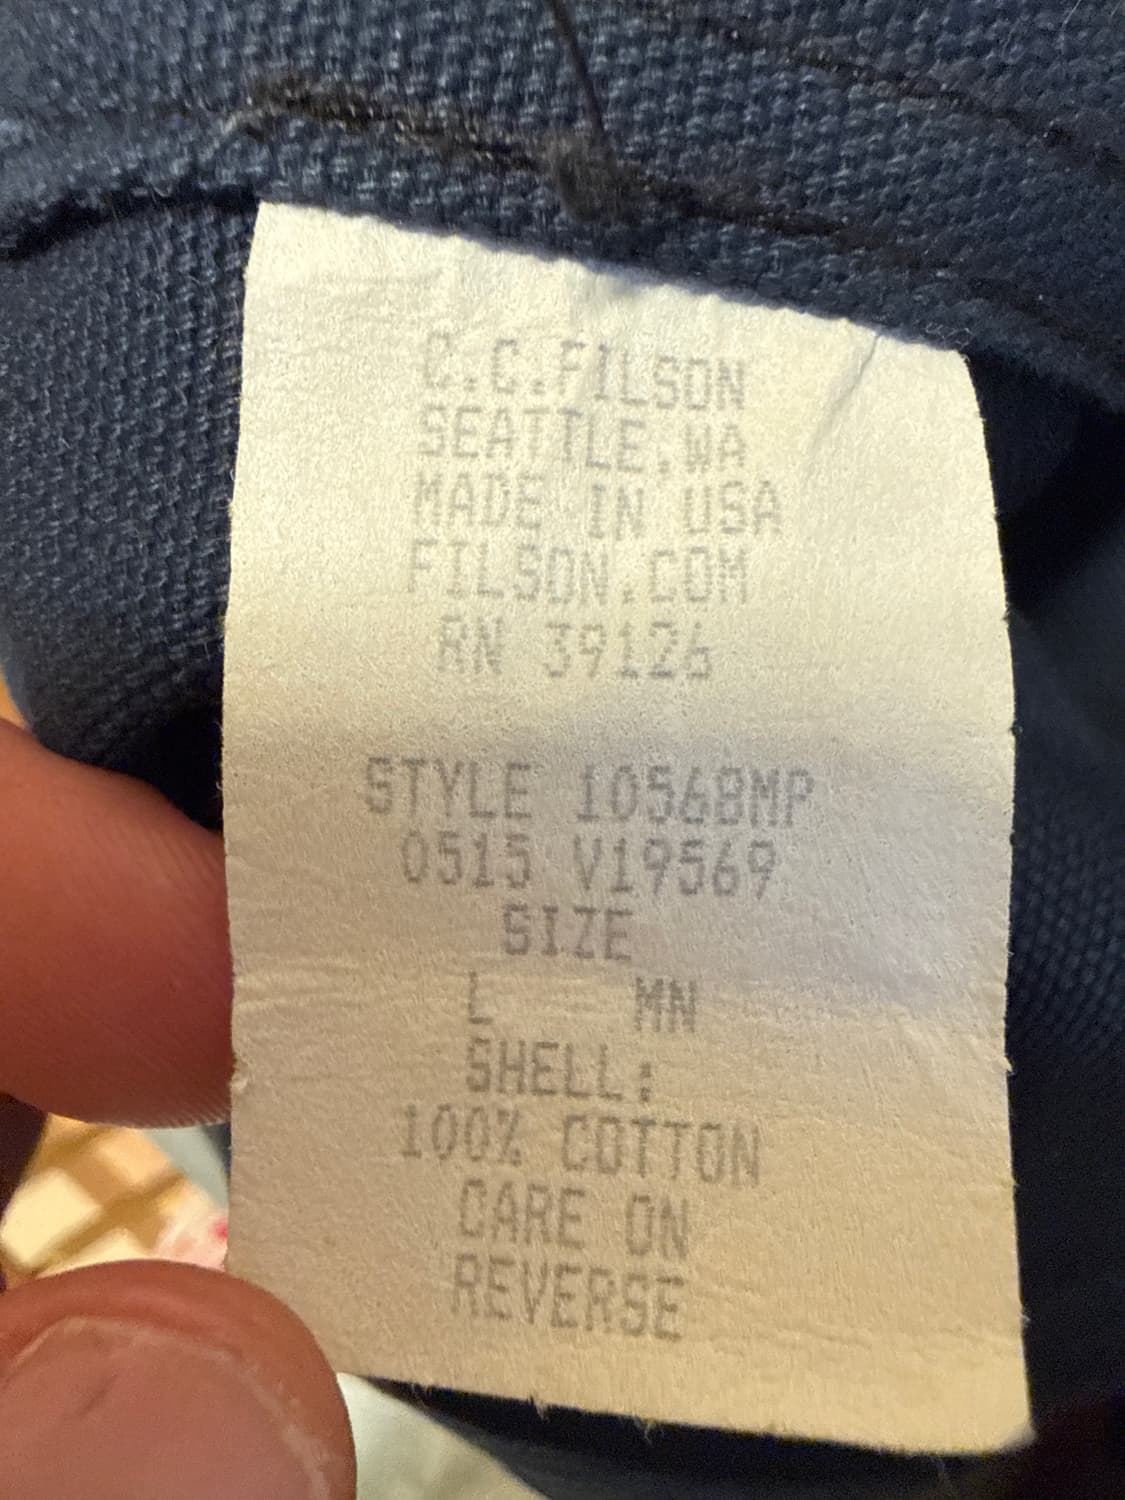 C.C.FILSON
SEATTLE,WA
MADE IN USA
FILSON.COM
RN 39126
STYLE 10568MP
0515 V19569
SIZE
L MN
SHELL:
100% COTTON
CARE ON
REVERSE